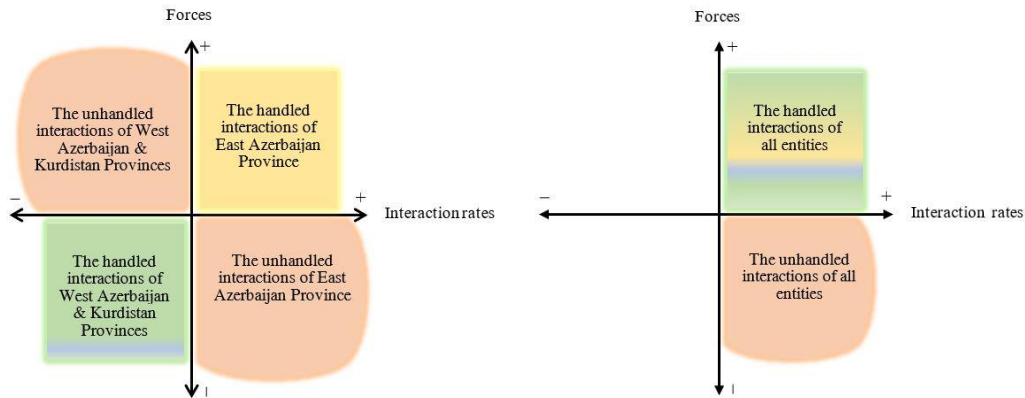 Forces
+
The unhandled
interactions of West
Azerbaijan &
Kurdistan Provinces
The handled
interactions of
East Azerbaijan
Province
−
+
Interaction rates
The handled
interactions of
West Azerbaijan
& Kurdistan
Provinces
The unhandled
interactions of East
Azerbaijan Province
−
Forces
+
The handled
interactions of
all entities
−
+
Interaction rates
The unhandled
interactions of all
entities
−